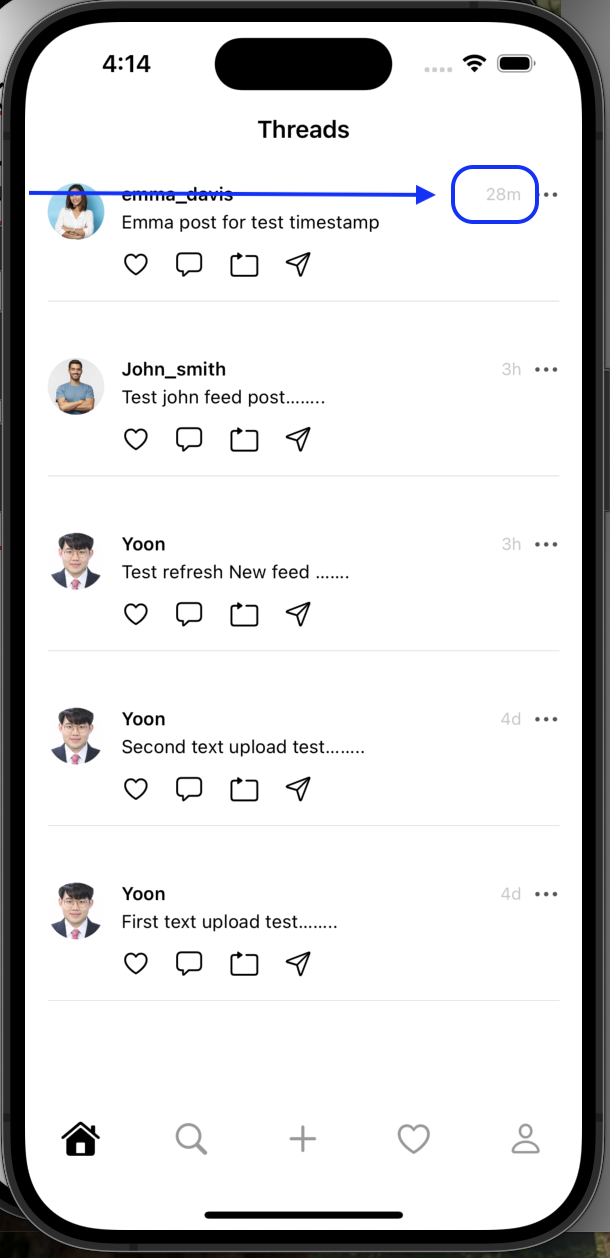 4:14
Threads
emma_davis 28m
Emma post for test timestamp
John_smith 3h
Test john feed post........
Yoon 3h
Test refresh New feed .......
Yoon 4d
Second text upload test........
Yoon 4d
First text upload test........